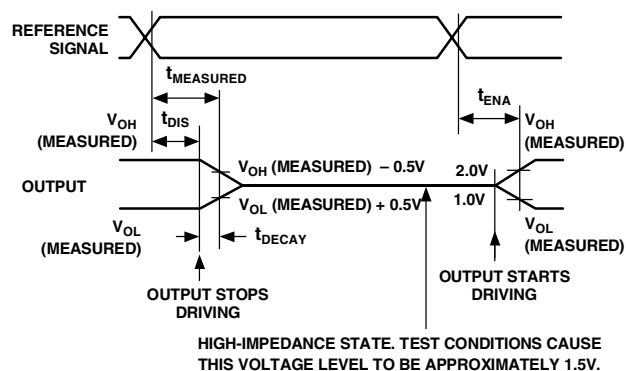 REFERENCE
SIGNAL
tMEASURED
tDIS
tENA
VOH
(MEASURED)
VOH
(MEASURED)
VOH (MEASURED) – 0.5V
2.0V
OUTPUT
VOL (MEASURED) + 0.5V
1.0V
VOL
(MEASURED)
tDECAY
VOL
(MEASURED)
OUTPUT STOPS
DRIVING
OUTPUT STARTS
DRIVING
HIGH-IMPEDANCE STATE. TEST CONDITIONS CAUSE
THIS VOLTAGE LEVEL TO BE APPROXIMATELY 1.5V.